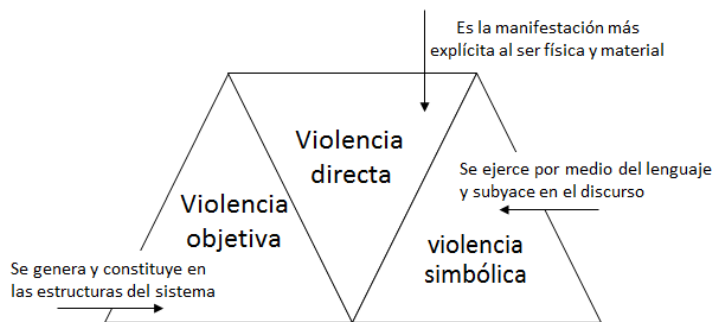 Es la manifestación más
explícita al ser física y material
Violencia
directa
Se ejerce por medio del lenguaje
y subyace en el discurso
Violencia
objetiva
violencia
simbólica
Se genera y constituye en
las estructuras del sistema